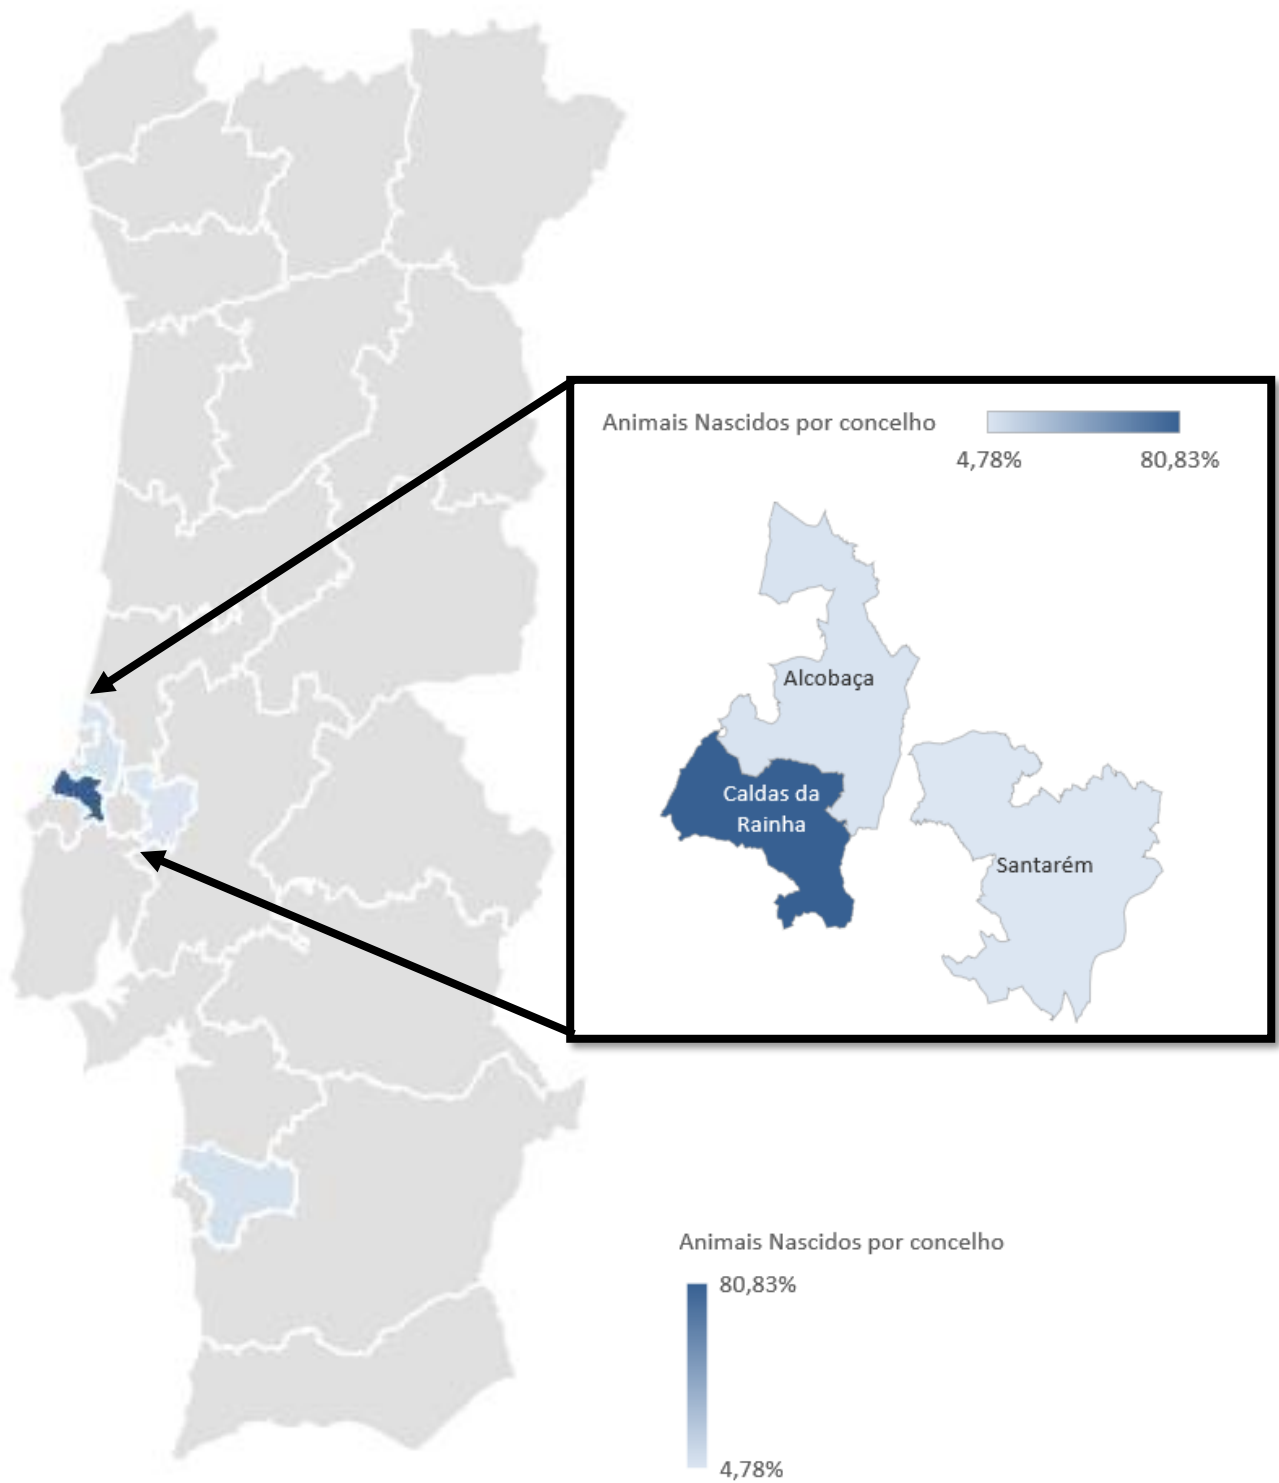 Animais Nascidos por concelho
4,78% 80,83%
Alcobaça
Caldas da
Rainha
Santarém
Animais Nascidos por concelho
80,83%
4,78%